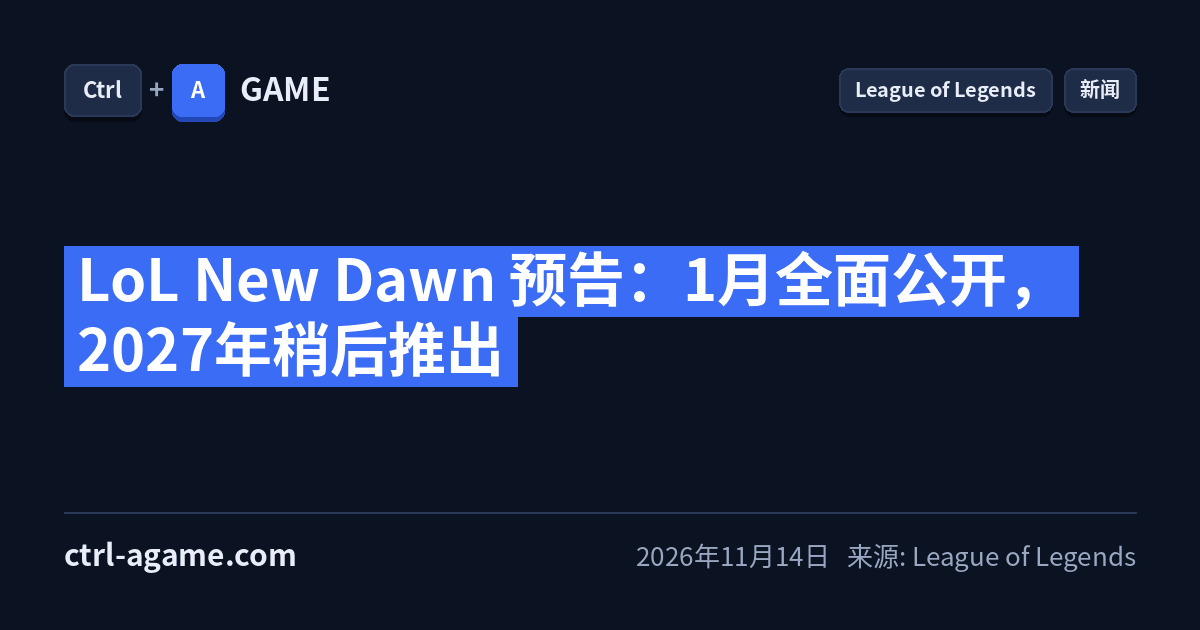 Ctrl + A GAME
League of Legends 新闻
LoL New Dawn 预告：1月全面公开，
2027年稍后推出
ctrl-agame.com
2026年11月14日 来源: League of Legends